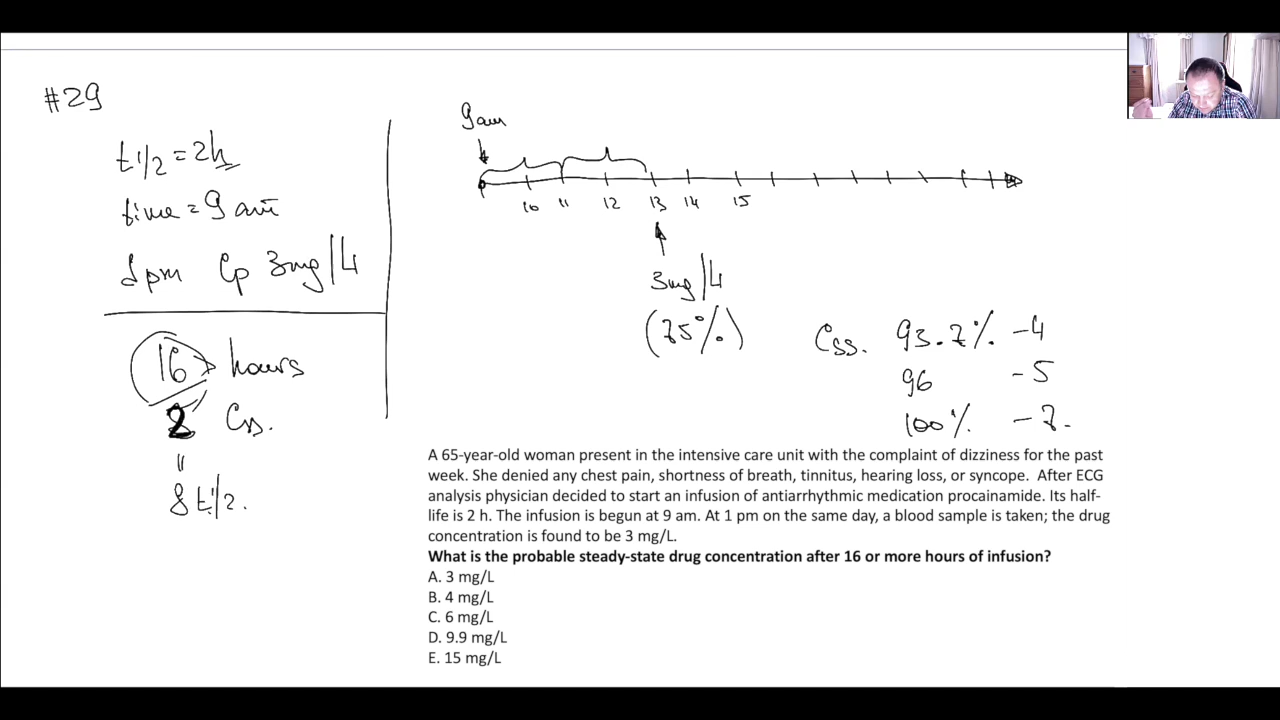 #29
t1/2 = 2h
time = 9 am
1pm Cp 3mg/L
16 hours
2 Css.
"
8 t1/2.
9am
10 11 12 13 14 15
3mg/L
(75%)
Css. 93.7% - 4
96 - 5
100% - 7.
A 65-year-old woman present in the intensive care unit with the complaint of dizziness for the past
week. She denied any chest pain, shortness of breath, tinnitus, hearing loss, or syncope. After ECG
analysis physician decided to start an infusion of antiarrhythmic medication procainamide. Its half-
life is 2 h. The infusion is begun at 9 am. At 1 pm on the same day, a blood sample is taken; the drug
concentration is found to be 3 mg/L.
What is the probable steady-state drug concentration after 16 or more hours of infusion?
A. 3 mg/L
B. 4 mg/L
C. 6 mg/L
D. 9.9 mg/L
E. 15 mg/L